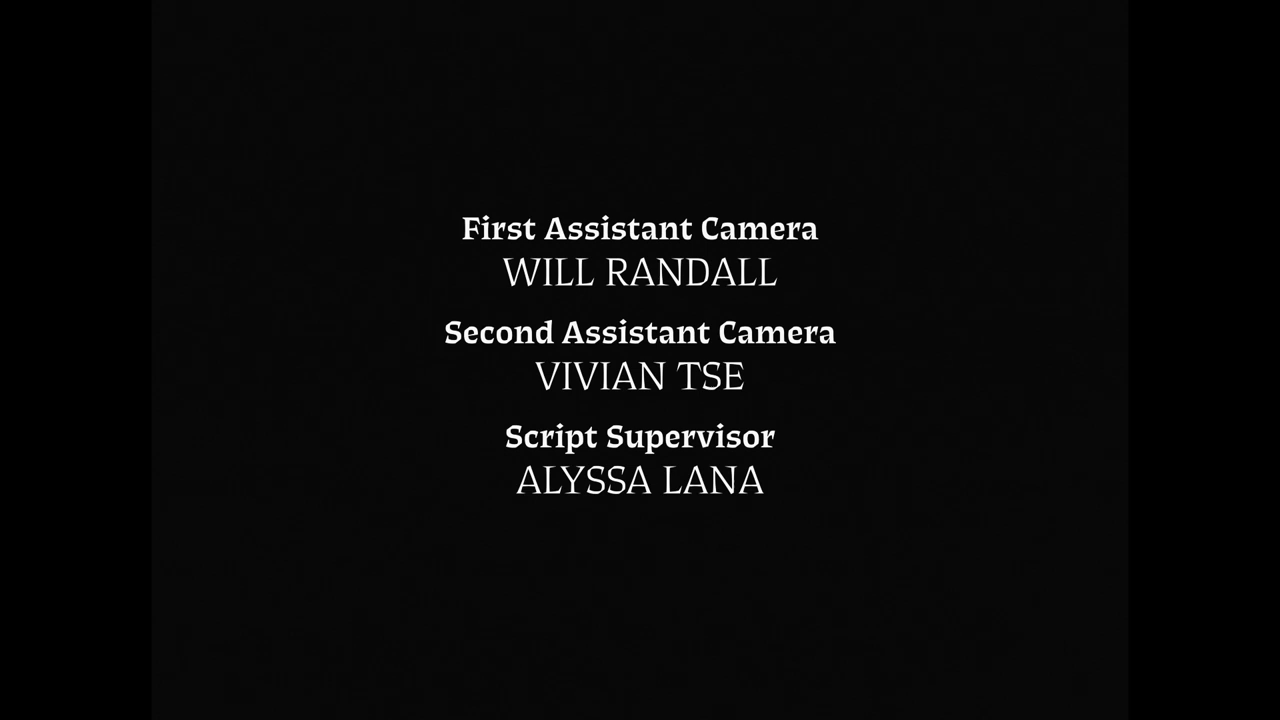 First Assistant Camera
WILL RANDALL
Second Assistant Camera
VIVIAN TSE
Script Supervisor
ALYSSA LANA